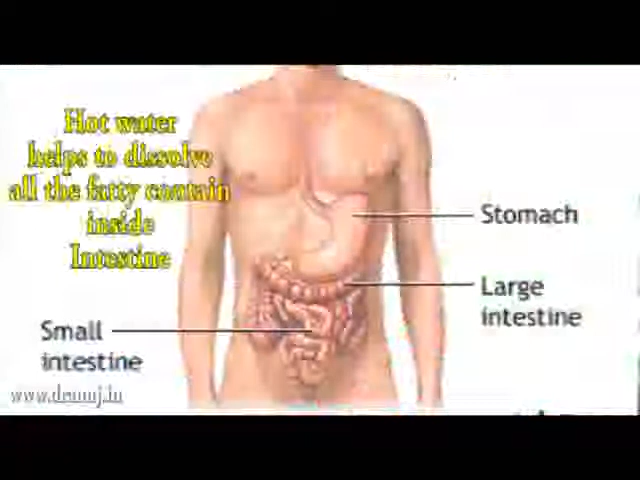 Hot water
helps to dissolve
all the fatty contain
inside
Intestine
Stomach
Large
intestine
Small
intestine